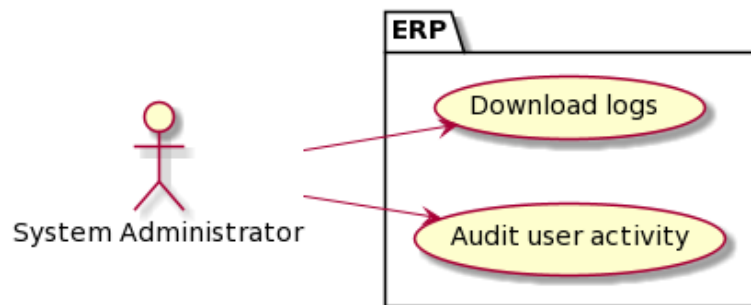 ERP
Download logs
System Administrator
Audit user activity